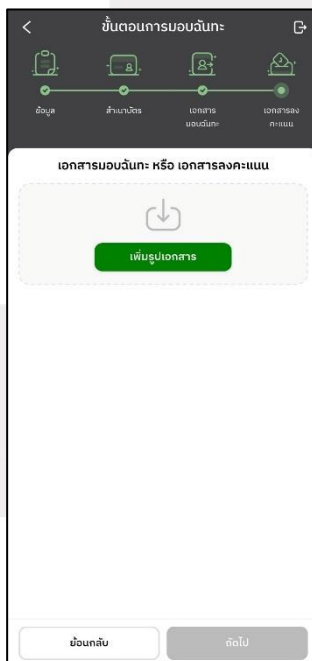 ขั้นตอนการมอบฉันทะ
ข้อมูล
สำเนาบัตร
เอกสาร
มอบฉันทะ
เอกสารลง
คะแนน
เอกสารมอบฉันทะ หรือ เอกสารลงคะแนน
เพิ่มรูปเอกสาร
ย้อนกลับ
ถัดไป